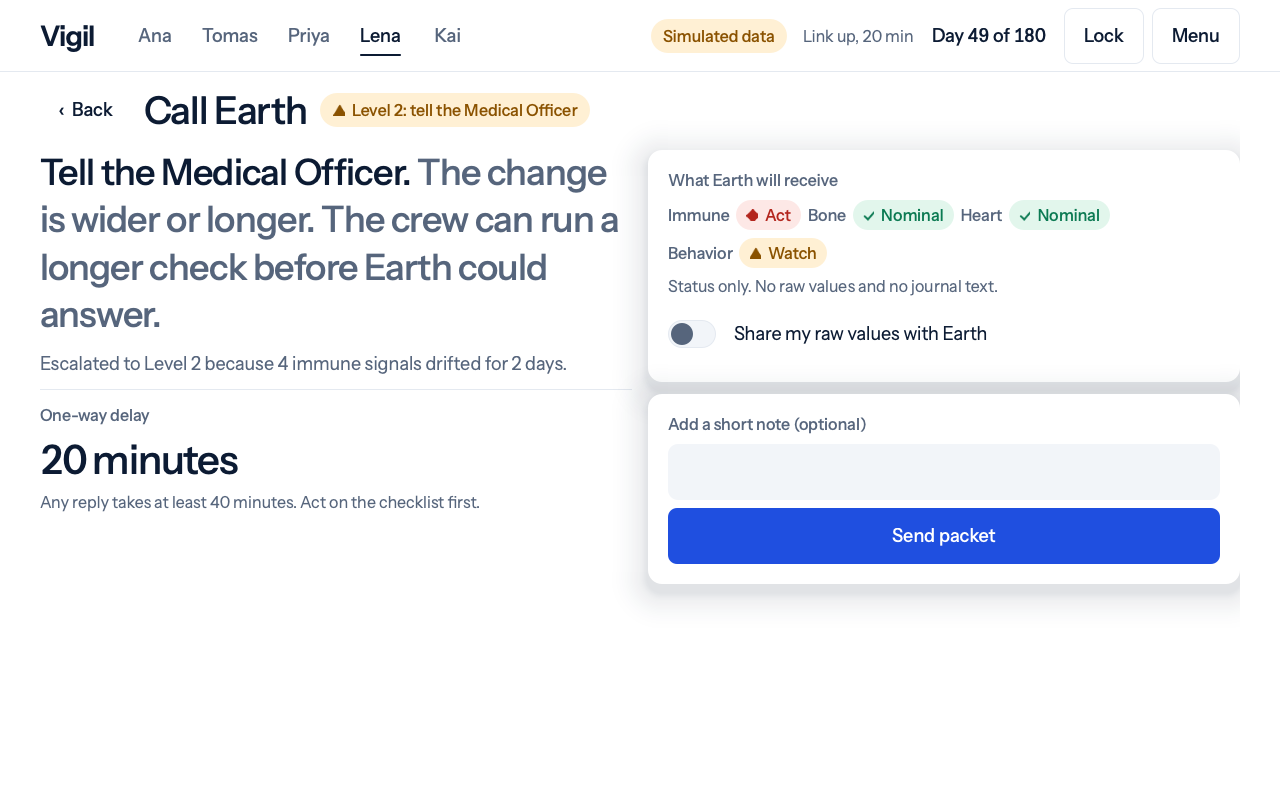 Vigil Ana Tomas Priya Lena Kai Simulated data Link up, 20 min Day 49 of 180 Lock Menu
‹ Back Call Earth Level 2: tell the Medical Officer
Tell the Medical Officer. The change
is wider or longer. The crew can run a
longer check before Earth could
answer.
Escalated to Level 2 because 4 immune signals drifted for 2 days.
One-way delay
20 minutes
Any reply takes at least 40 minutes. Act on the checklist first.
What Earth will receive
Immune Act Bone Nominal Heart Nominal
Behavior Watch
Status only. No raw values and no journal text.
Share my raw values with Earth
Add a short note (optional)
Send packet